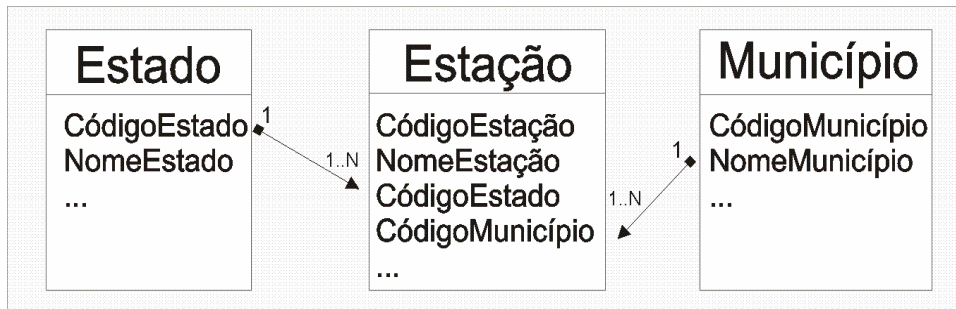 Estado
CódigoEstado
NomeEstado
...
1
1..N
Estação
CódigoEstação
NomeEstação
CódigoEstado
CódigoMunicípio
...
1
1..N
Município
CódigoMunicípio
NomeMunicípio
...